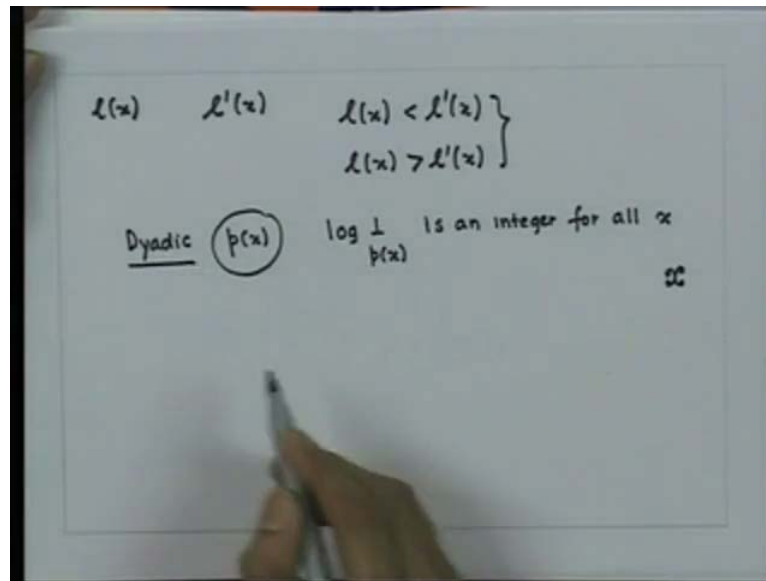 l(x) l'(x) l(x) < l'(x) }
l(x) > l'(x)
Dyadic p(x) log 1/p(x) Is an integer for all x
x